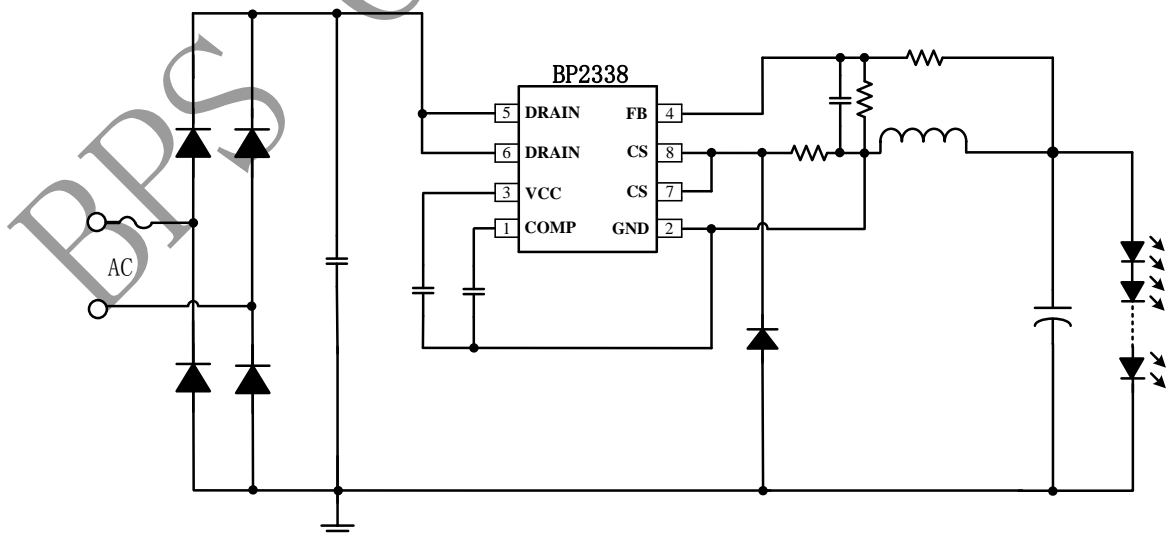 BPS
BP2338
5 DRAIN FB 4
6 DRAIN CS 8
3 VCC CS 7
1 COMP GND 2
AC